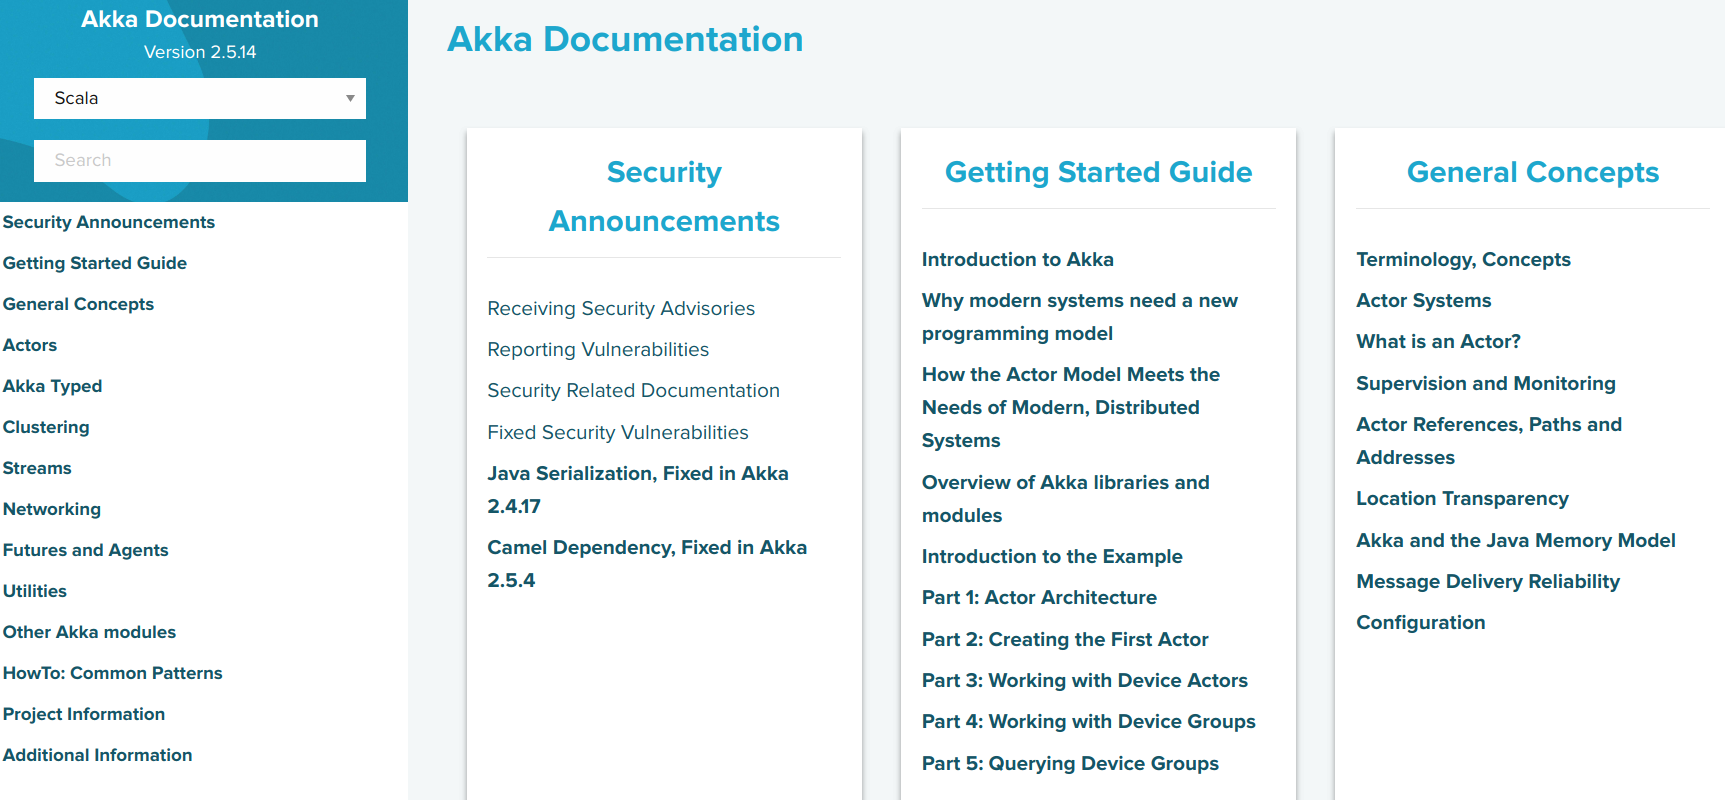 Akka Documentation
Version 2.5.14
Scala
Search
Security Announcements
Getting Started Guide
General Concepts
Actors
Akka Typed
Clustering
Streams
Networking
Futures and Agents
Utilities
Other Akka modules
HowTo: Common Patterns
Project Information
Additional Information
Akka Documentation
Security
Announcements
Receiving Security Advisories
Reporting Vulnerabilities
Security Related Documentation
Fixed Security Vulnerabilities
Java Serialization, Fixed in Akka
2.4.17
Camel Dependency, Fixed in Akka
2.5.4
Getting Started Guide
Introduction to Akka
Why modern systems need a new
programming model
How the Actor Model Meets the
Needs of Modern, Distributed
Systems
Overview of Akka libraries and
modules
Introduction to the Example
Part 1: Actor Architecture
Part 2: Creating the First Actor
Part 3: Working with Device Actors
Part 4: Working with Device Groups
Part 5: Querying Device Groups
General Concepts
Terminology, Concepts
Actor Systems
What is an Actor?
Supervision and Monitoring
Actor References, Paths and
Addresses
Location Transparency
Akka and the Java Memory Model
Message Delivery Reliability
Configuration